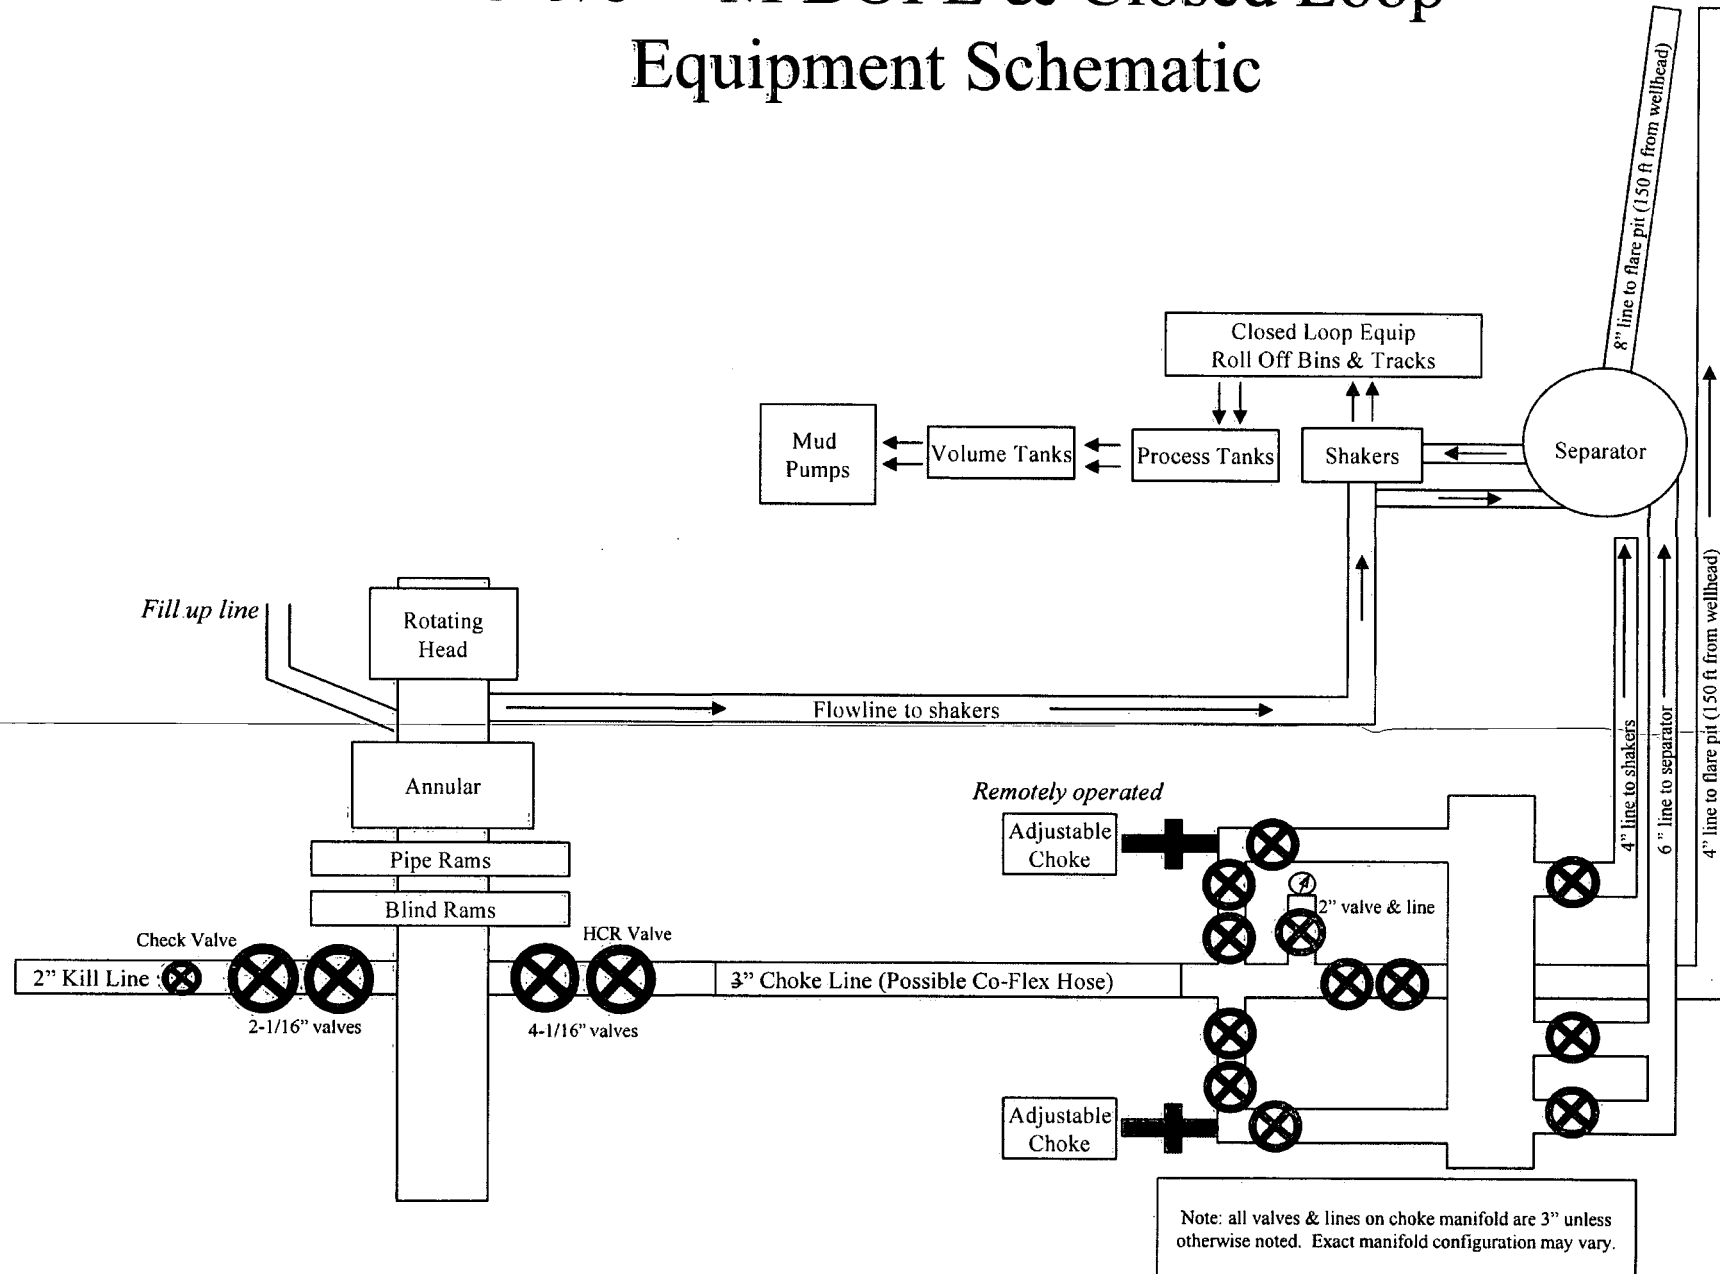 & Closed Loop
Equipment Schematic
8” line to flare pit (150 ft from wellhead)
Closed Loop Equip
Roll Off Bins & Tracks
Mud
Pumps
Volume Tanks
Process Tanks
Shakers
Separator
Fill up line
Rotating
Head
Flowline to shakers
4” line to shakers
6 ” line to separator
4” line to flare pit (150 ft from wellhead)
Annular
Remotely operated
Adjustable
Choke
Pipe Rams
Blind Rams
2” valve & line
Check Valve
HCR Valve
2” Kill Line
3” Choke Line (Possible Co-Flex Hose)
2-1/16” valves
4-1/16” valves
Adjustable
Choke
Note: all valves & lines on choke manifold are 3” unless
otherwise noted. Exact manifold configuration may vary.